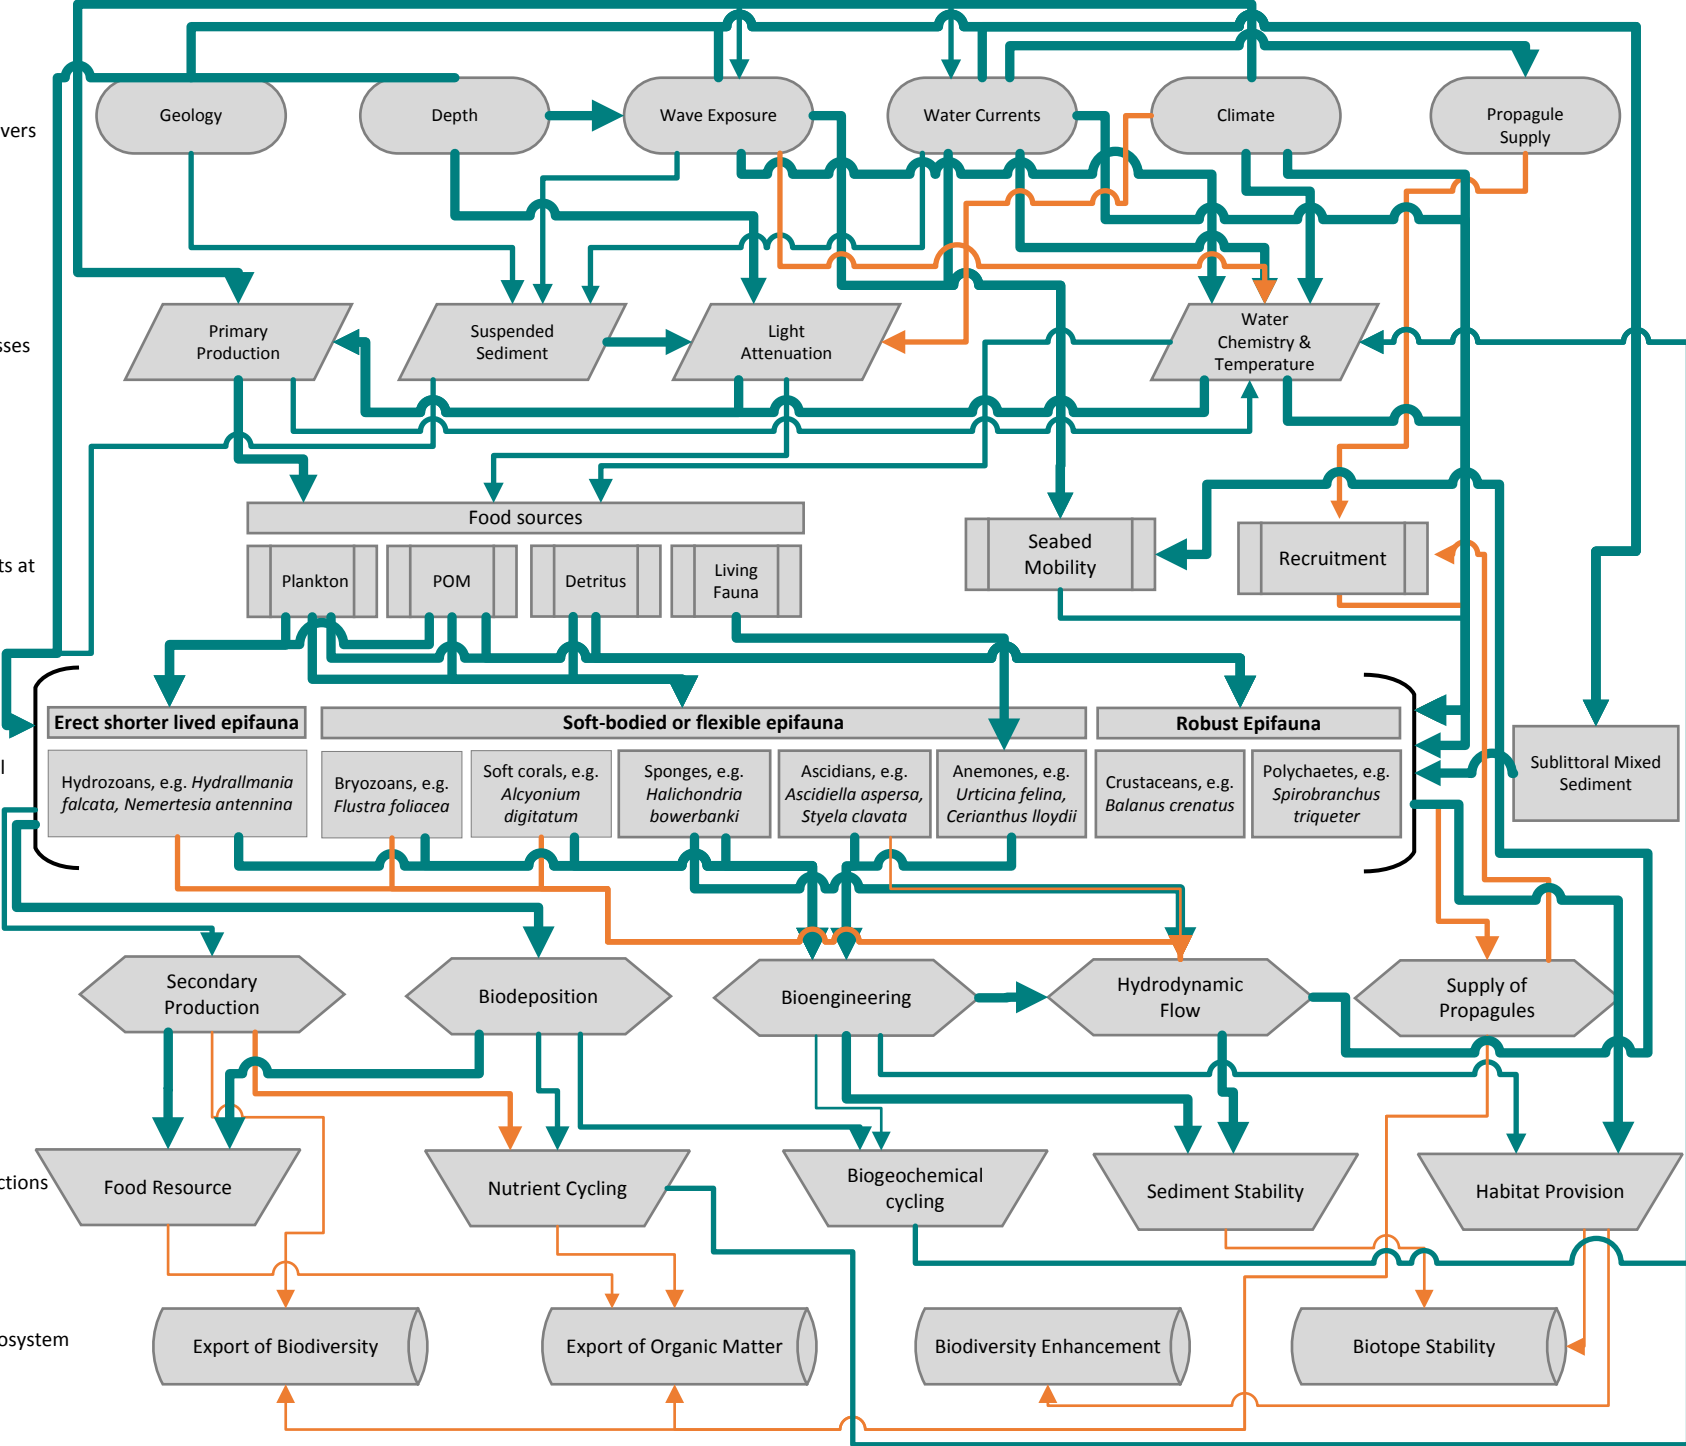 Geology
Depth
Wave Exposure
Water Currents
Climate
Propagule
Supply
vers
Primary
Production
Suspended
Sediment
Light
Attenuation
Water
Chemistry &
Temperature
sses
Food sources
Plankton
POM
Detritus
Living
Fauna
Seabed
Mobility
Recruitment
ts at
Erect shorter lived epifauna
Soft-bodied or flexible epifauna
Robust Epifauna
Hydrozoans, e.g. Hydrallmania
falcata, Nemertesia antennina
Bryozoans, e.g.
Flustra foliacea
Soft corals, e.g.
Alcyonium
digitatum
Sponges, e.g.
Halichondria
bowerbanki
Ascidians, e.g.
Ascidiella aspersa,
Styela clavata
Anemones, e.g.
Urticina felina,
Cerianthus lloydii
Crustaceans, e.g.
Balanus crenatus
Polychaetes, e.g.
Spirobranchus
triqueter
Sublittoral Mixed
Sediment
l
Secondary
Production
Biodeposition
Bioengineering
Hydrodynamic
Flow
Supply of
Propagules
ctions
Food Resource
Nutrient Cycling
Biogeochemical
cycling
Sediment Stability
Habitat Provision
osystem
Export of Biodiversity
Export of Organic Matter
Biodiversity Enhancement
Biotope Stability